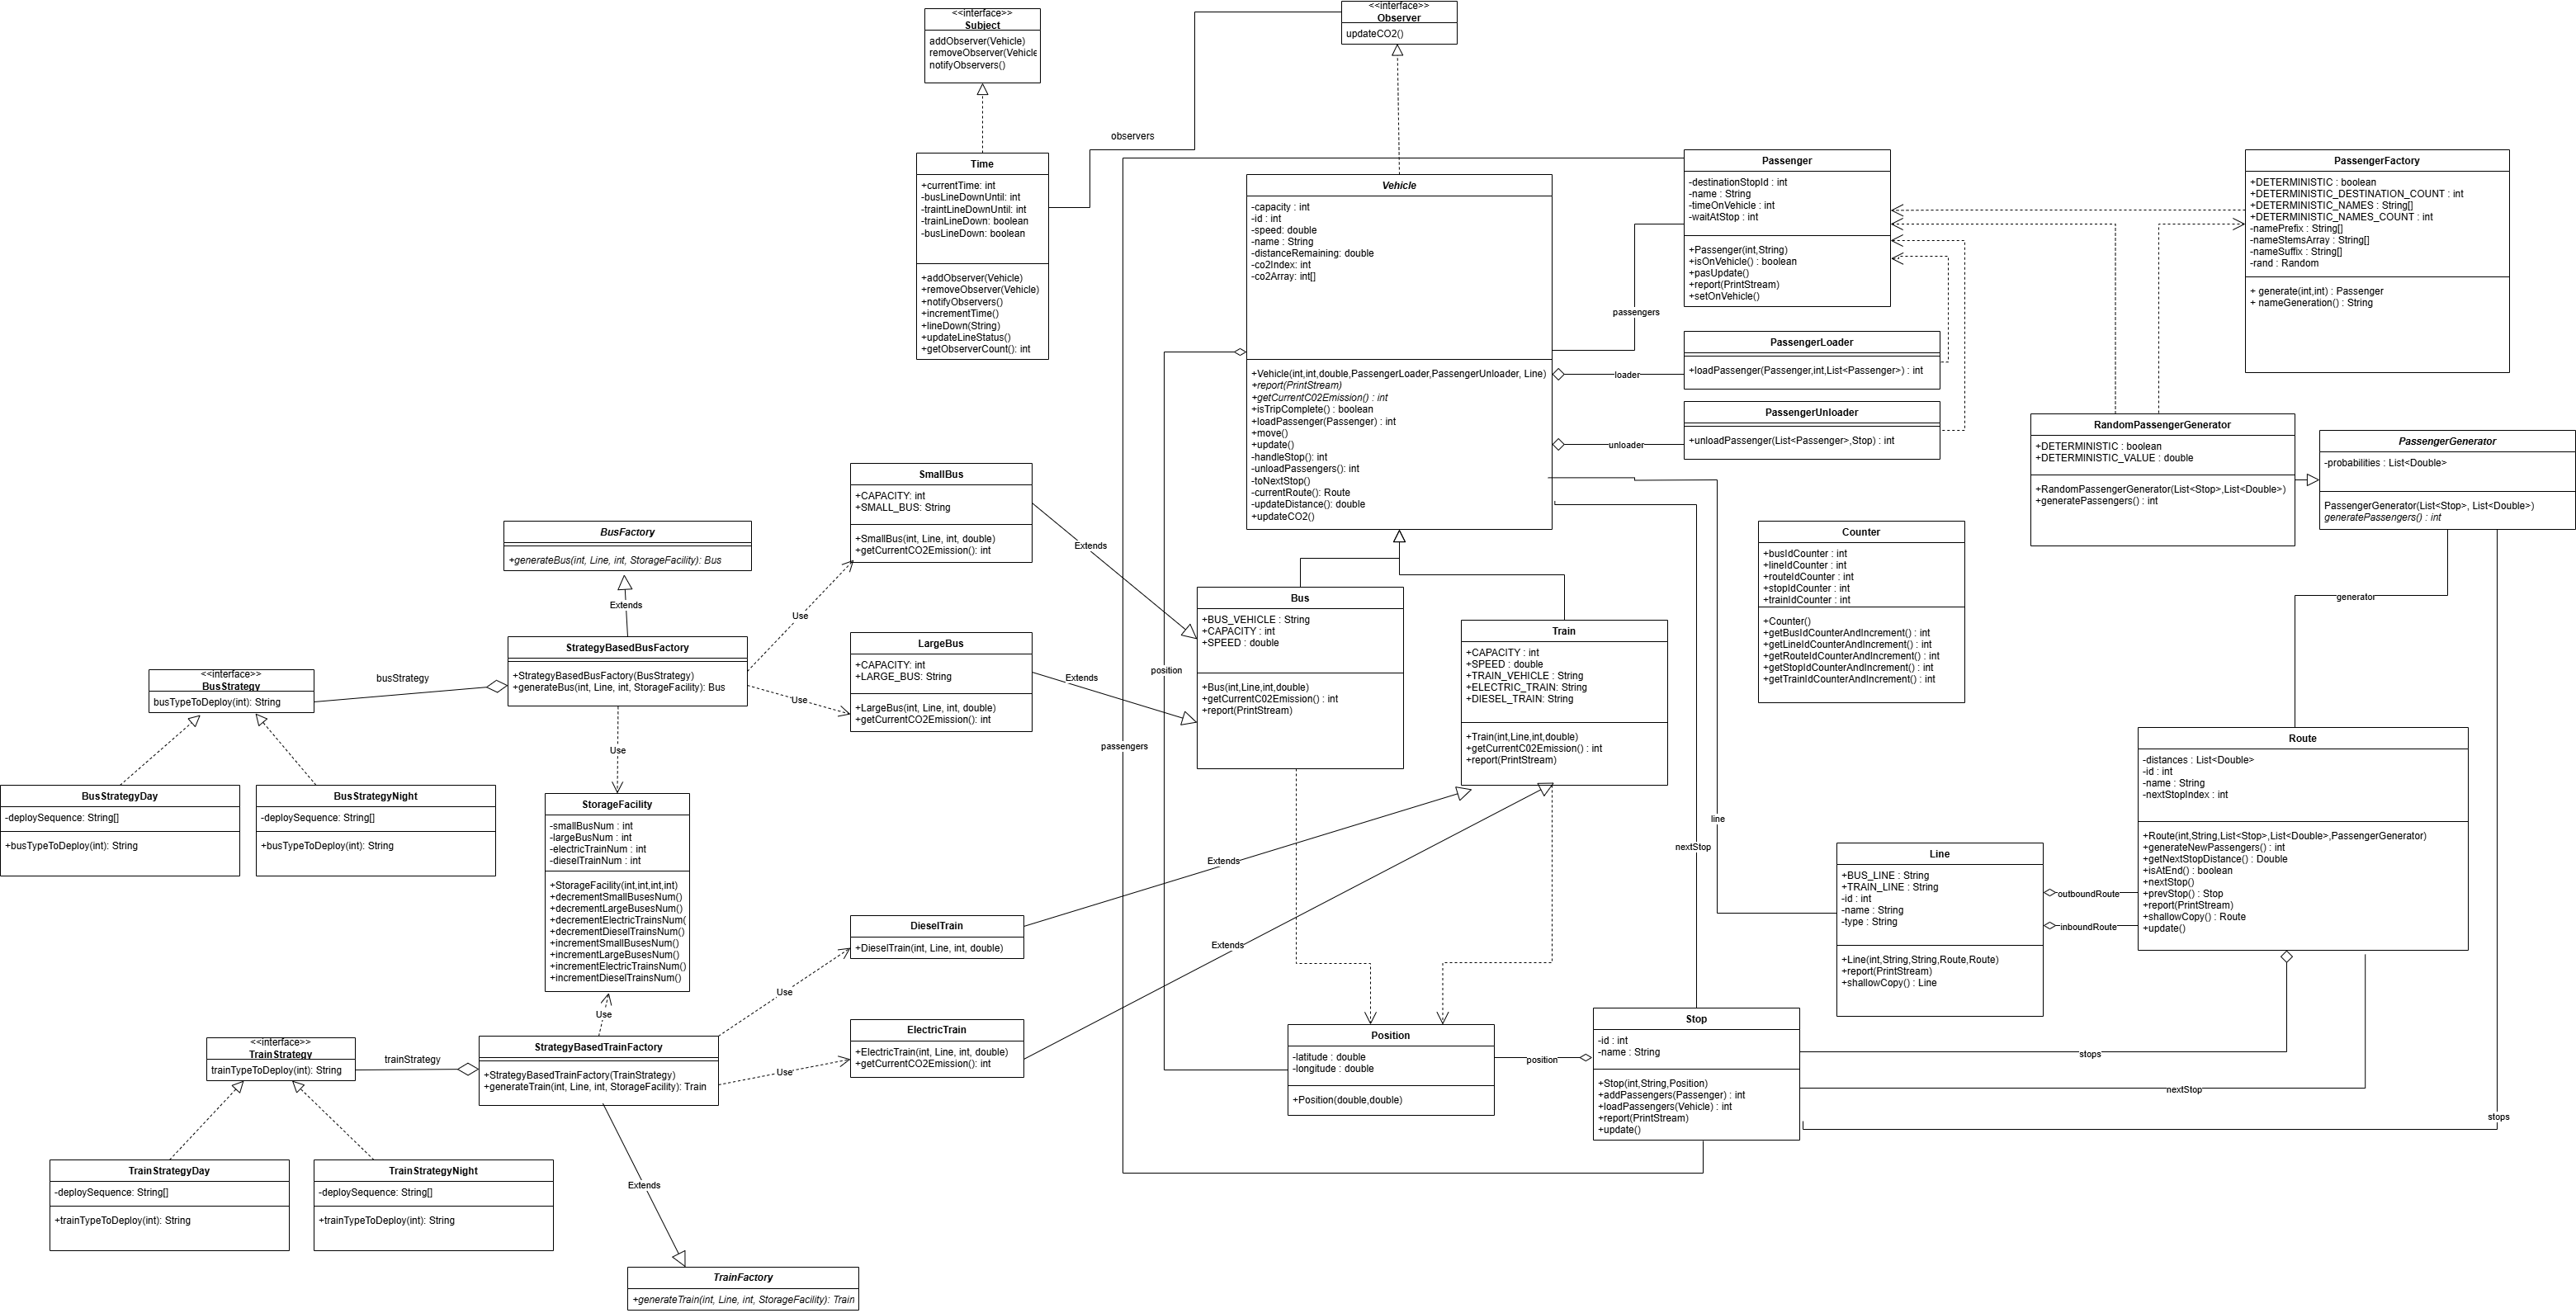 <<interface>>
Subject
addObserver(Vehicle)
removeObserver(Vehicle
notifyObservers()
<<interface>>
Observer
updateCO2()
observers
Time
+currentTime: int
-busLineDownUntil: int
-traintLineDownUntil: int
-trainLineDown: boolean
-busLineDown: boolean
+addObserver(Vehicle)
+removeObserver(Vehicle)
+notifyObservers()
+incrementTime()
+lineDown(String)
+updateLineStatus()
+getObserverCount(): int
Vehicle
-capacity : int
-id : int
-speed: double
-name : String
-distanceRemaining: double
-co2Index: int
-co2Array: int[]
+Vehicle(int,int,double,PassengerLoader,PassengerUnloader, Line)
+report(PrintStream)
+getCurrentC02Emission() : int
+isTripComplete() : boolean
+loadPassenger(Passenger) : int
+move()
+update()
-handleStop(): int
-unloadPassengers(): int
-toNextStop()
-currentRoute(): Route
-updateDistance(): double
+updateCO2()
Passenger
-destinationStopId : int
-name : String
-timeOnVehicle : int
-waitAtStop : int
+Passenger(int,String)
+isOnVehicle() : boolean
+pasUpdate()
+report(PrintStream)
+setOnVehicle()
passengers
PassengerLoader
+loadPassenger(Passenger,int,List<Passenger>) : int
loader
PassengerUnloader
+unloadPassenger(List<Passenger>,Stop) : int
unloader
PassengerFactory
+DETERMINISTIC : boolean
+DETERMINISTIC_DESTINATION_COUNT : int
+DETERMINISTIC_NAMES : String[]
+DETERMINISTIC_NAMES_COUNT : int
-namePrefix : String[]
-nameStemsArray : String[]
-nameSuffix : String[]
-rand : Random
+ generate(int,int) : Passenger
+ nameGeneration() : String
RandomPassengerGenerator
+DETERMINISTIC : boolean
+DETERMINISTIC_VALUE : double
+RandomPassengerGenerator(List<Stop>,List<Double>)
+generatePassengers() : int
PassengerGenerator
-probabilities : List<Double>
PassengerGenerator(List<Stop>, List<Double>)
generatePassengers() : int
generator
Counter
+busIdCounter : int
+lineIdCounter : int
+routeIdCounter : int
+stopIdCounter : int
+trainIdCounter : int
+Counter()
+getBusIdCounterAndIncrement() : int
+getLineIdCounterAndIncrement() : int
+getRouteIdCounterAndIncrement() : int
+getStopIdCounterAndIncrement() : int
+getTrainIdCounterAndIncrement() : int
SmallBus
+CAPACITY: int
+SMALL_BUS: String
+SmallBus(int, Line, int, double)
+getCurrentCO2Emission(): int
Extends
BusFactory
+generateBus(int, Line, int, StorageFacility): Bus
Extends
StrategyBasedBusFactory
+StrategyBasedBusFactory(BusStrategy)
+generateBus(int, Line, int, StorageFacility): Bus
Use
Use
Use
LargeBus
+CAPACITY: int
+LARGE_BUS: String
+LargeBus(int, Line, int, double)
+getCurrentCO2Emission(): int
Extends
<<interface>>
BusStrategy
busTypeToDeploy(int): String
busStrategy
BusStrategyDay
-deploySequence: String[]
+busTypeToDeploy(int): String
BusStrategyNight
-deploySequence: String[]
+busTypeToDeploy(int): String
Bus
+BUS_VEHICLE : String
+CAPACITY : int
+SPEED : double
+Bus(int,Line,int,double)
+getCurrentC02Emission() : int
+report(PrintStream)
Train
+CAPACITY : int
+SPEED : double
+TRAIN_VEHICLE : String
+ELECTRIC_TRAIN: String
+DIESEL_TRAIN: String
+Train(int,Line,int,double)
+getCurrentC02Emission() : int
+report(PrintStream)
position
passengers
StorageFacility
-smallBusNum : int
-largeBusNum : int
-electricTrainNum : int
-dieselTrainNum : int
+StorageFacility(int,int,int,int)
+decrementSmallBusesNum()
+decrementLargeBusesNum()
+decrementElectricTrainsNum(
+decrementDieselTrainsNum()
+incrementSmallBusesNum()
+incrementLargeBusesNum()
+incrementElectricTrainsNum()
+incrementDieselTrainsNum()
Use
line
nextStop
Route
-distances : List<Double>
-id : int
-name : String
-nextStopIndex : int
+Route(int,String,List<Stop>,List<Double>,PassengerGenerator)
+generateNewPassengers() : int
+getNextStopDistance() : Double
+isAtEnd() : boolean
+nextStop()
+prevStop() : Stop
+report(PrintStream)
+shallowCopy() : Route
+update()
Line
+BUS_LINE : String
+TRAIN_LINE : String
-id : int
-name : String
-type : String
+Line(int,String,String,Route,Route)
+report(PrintStream)
+shallowCopy() : Line
outboundRoute
inboundRoute
Extends
Extends
DieselTrain
+DieselTrain(int, Line, int, double)
Use
ElectricTrain
+ElectricTrain(int, Line, int, double)
+getCurrentCO2Emission(): int
Use
<<interface>>
TrainStrategy
trainTypeToDeploy(int): String
trainStrategy
StrategyBasedTrainFactory
+StrategyBasedTrainFactory(TrainStrategy)
+generateTrain(int, Line, int, StorageFacility): Train
Position
-latitude : double
-longitude : double
+Position(double,double)
position
Stop
-id : int
-name : String
+Stop(int,String,Position)
+addPassengers(Passenger) : int
+loadPassengers(Vehicle) : int
+report(PrintStream)
+update()
stops
nextStop
stops
TrainStrategyDay
-deploySequence: String[]
+trainTypeToDeploy(int): String
TrainStrategyNight
-deploySequence: String[]
+trainTypeToDeploy(int): String
Extends
TrainFactory
+generateTrain(int, Line, int, StorageFacility): Train